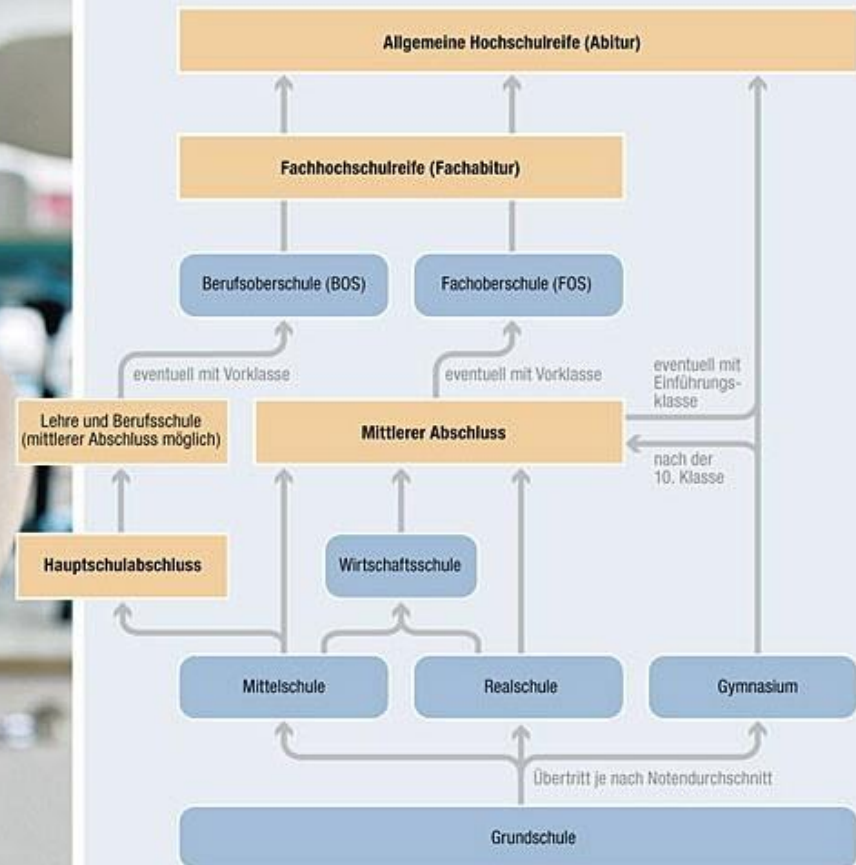 Allgemeine Hochschulreife (Abitur)
Fachhochschulreife (Fachabitur)
Berufsoberschule (BOS)
Fachoberschule (FOS)
eventuell mit Vorklasse
eventuell mit Vorklasse
eventuell mit
Einführungs-
klasse
Lehre und Berufsschule
(mittlerer Abschluss möglich)
Mittlerer Abschluss
nach der
10. Klasse
Hauptschulabschluss
Wirtschaftsschule
Mittelschule
Realschule
Gymnasium
Übertritt je nach Notendurchschnitt
Grundschule